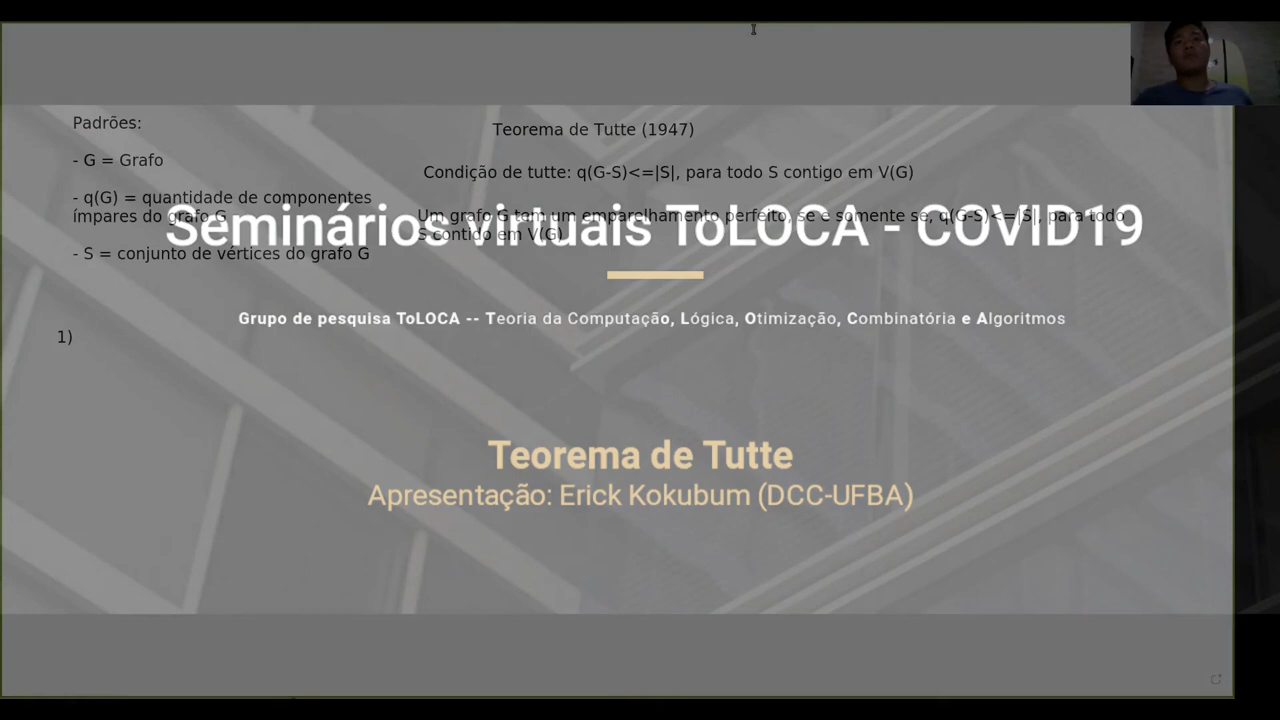 Padrões:
- G = Grafo
- q(G) = quantidade de componentes
ímpares do grafo G
- S = conjunto de vértices do grafo G
1)
Teorema de Tutte (1947)
Condição de tutte: q(G-S)<=|S|, para todo S contigo em V(G)
Um grafo G tem um emparelhamento perfeito, se e somente se, q(G-S)<=|S|, para todo
S contido em V(G)
Seminários virtuais ToLOCA - COVID19
Grupo de pesquisa ToLOCA -- Teoria da Computação, Lógica, Otimização, Combinatória e Algoritmos
Teorema de Tutte
Apresentação: Erick Kokubum (DCC-UFBA)